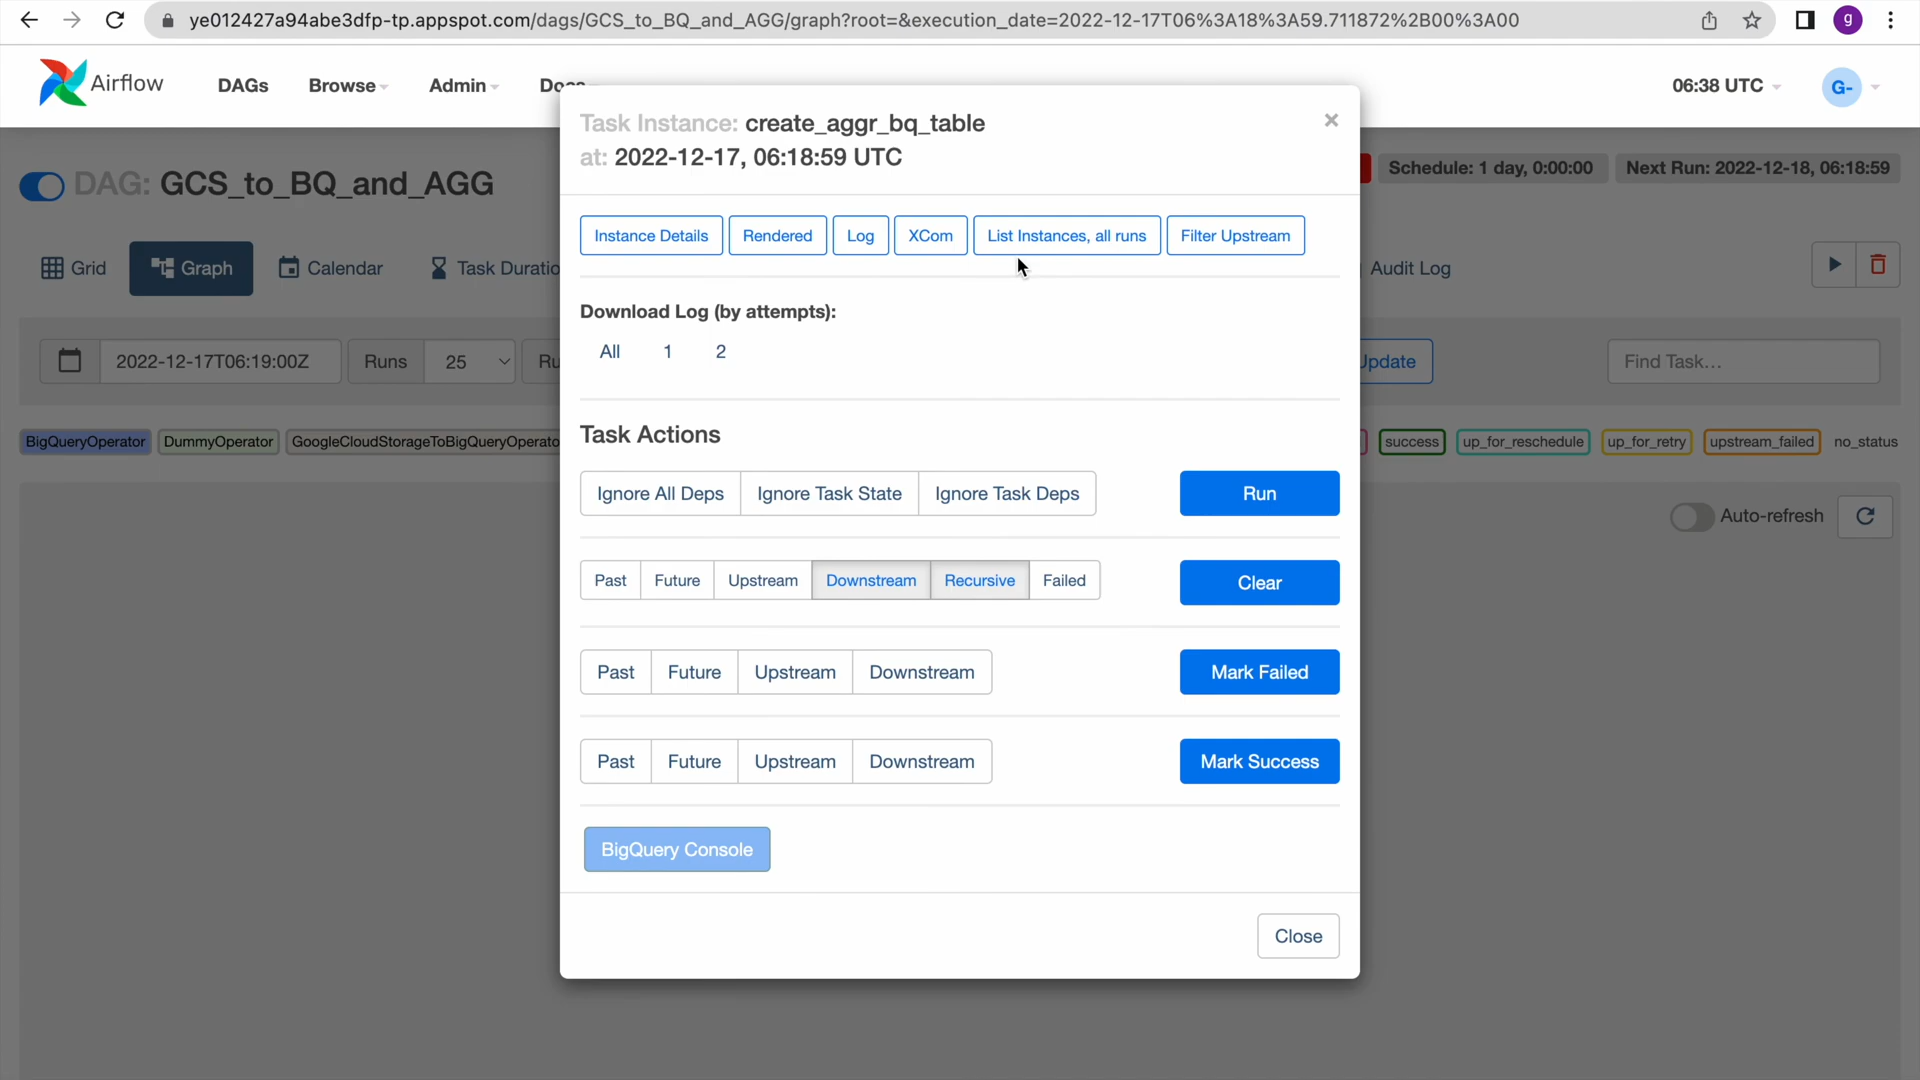 ye012427a94abe3dfp-tp.appspot.com/dags/GCS_to_BQ_and_AGG/graph?root=&execution_date=2022-12-17T06%3A18%3A59.711872%2B00%3A00
g
Airflow
DAGs
Browse
Admin
Docs
06:38 UTC
G-
Task Instance: create_aggr_bq_table
×
at: 2022-12-17, 06:18:59 UTC
DAG: GCS_to_BQ_and_AGG
Schedule: 1 day, 0:00:00
Next Run: 2022-12-18, 06:18:59
Instance Details
Rendered
Log
XCom
List Instances, all runs
Filter Upstream
Grid
Graph
Calendar
Task Duratio
Audit Log
Download Log (by attempts):
All
1
2
2022-12-17T06:19:00Z
Runs
25
Ru
Update
Find Task...
BigQueryOperator
DummyOperator
GoogleCloudStorageToBigQueryOperato
Task Actions
success
up_for_reschedule
up_for_retry
upstream_failed
no_status
Ignore All Deps
Ignore Task State
Ignore Task Deps
Run
Auto-refresh
Past
Future
Upstream
Downstream
Recursive
Failed
Clear
Past
Future
Upstream
Downstream
Mark Failed
Past
Future
Upstream
Downstream
Mark Success
BigQuery Console
Close